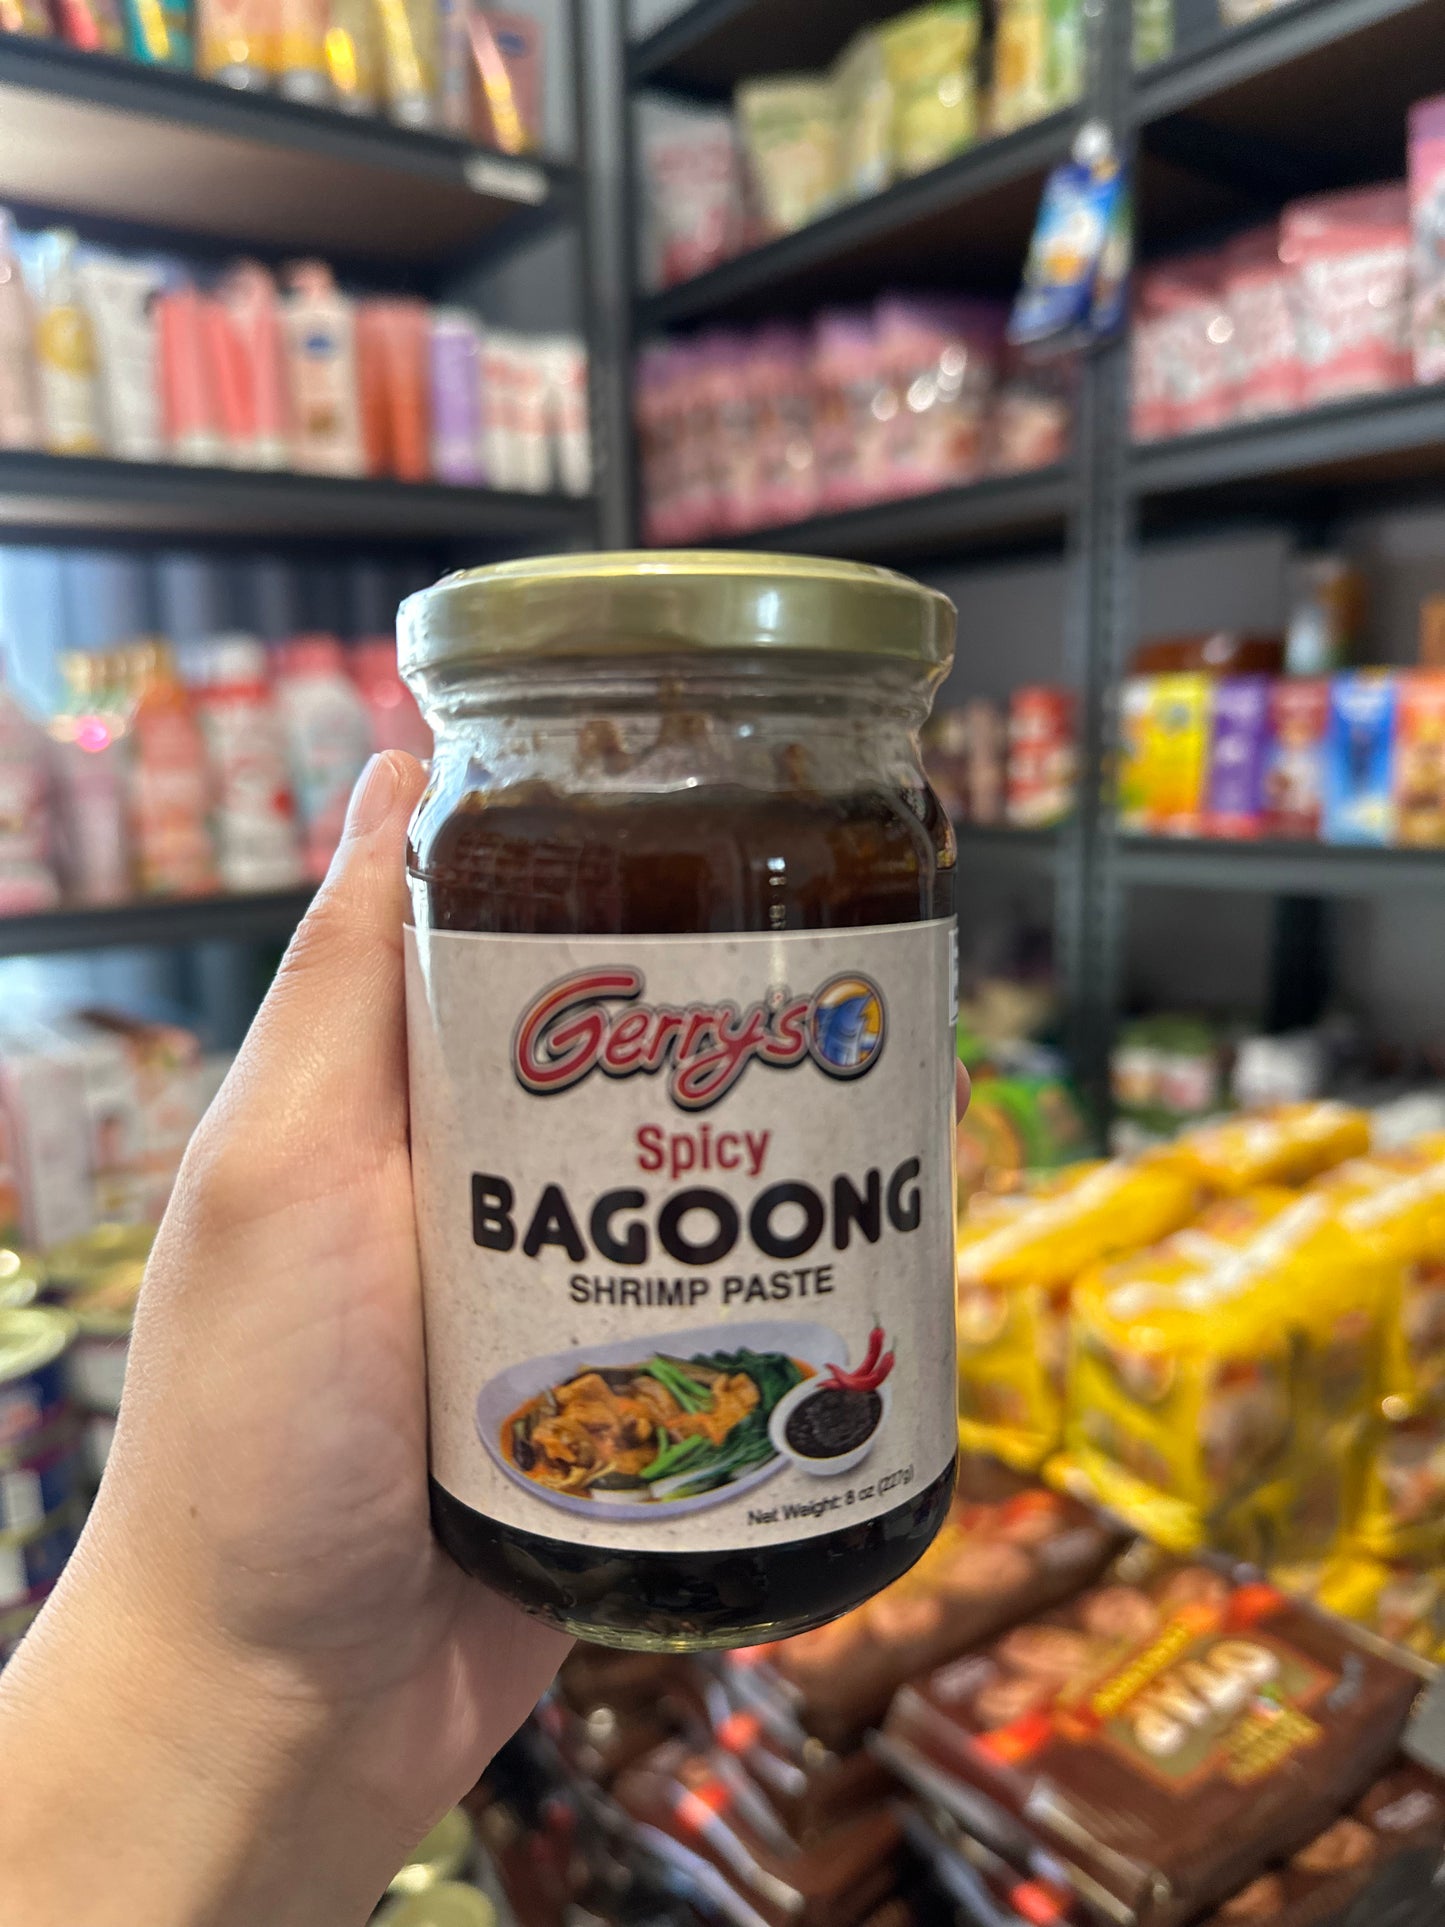 Gerry's
Spicy
BAGOONG
SHRIMP PASTE
Net Weight: 8 oz (227g)